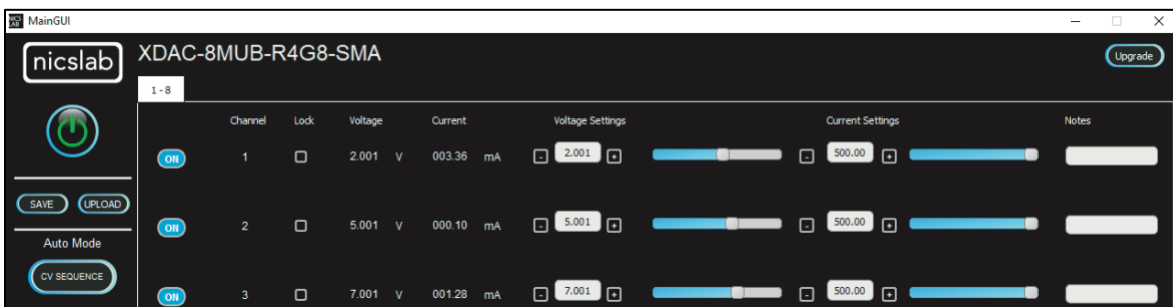 NICS LAB MainGUI
nicslab XDAC-8MUB-R4G8-SMA Upgrade
1 - 8
Channel Lock Voltage Current Voltage Settings Current Settings Notes
ON 1 2.001 V 003.36 mA - 2.001 + - 500.00 +
SAVE UPLOAD
ON 2 5.001 V 000.10 mA - 5.001 + - 500.00 +
Auto Mode
CV SEQUENCE
ON 3 7.001 V 001.28 mA - 7.001 + - 500.00 +